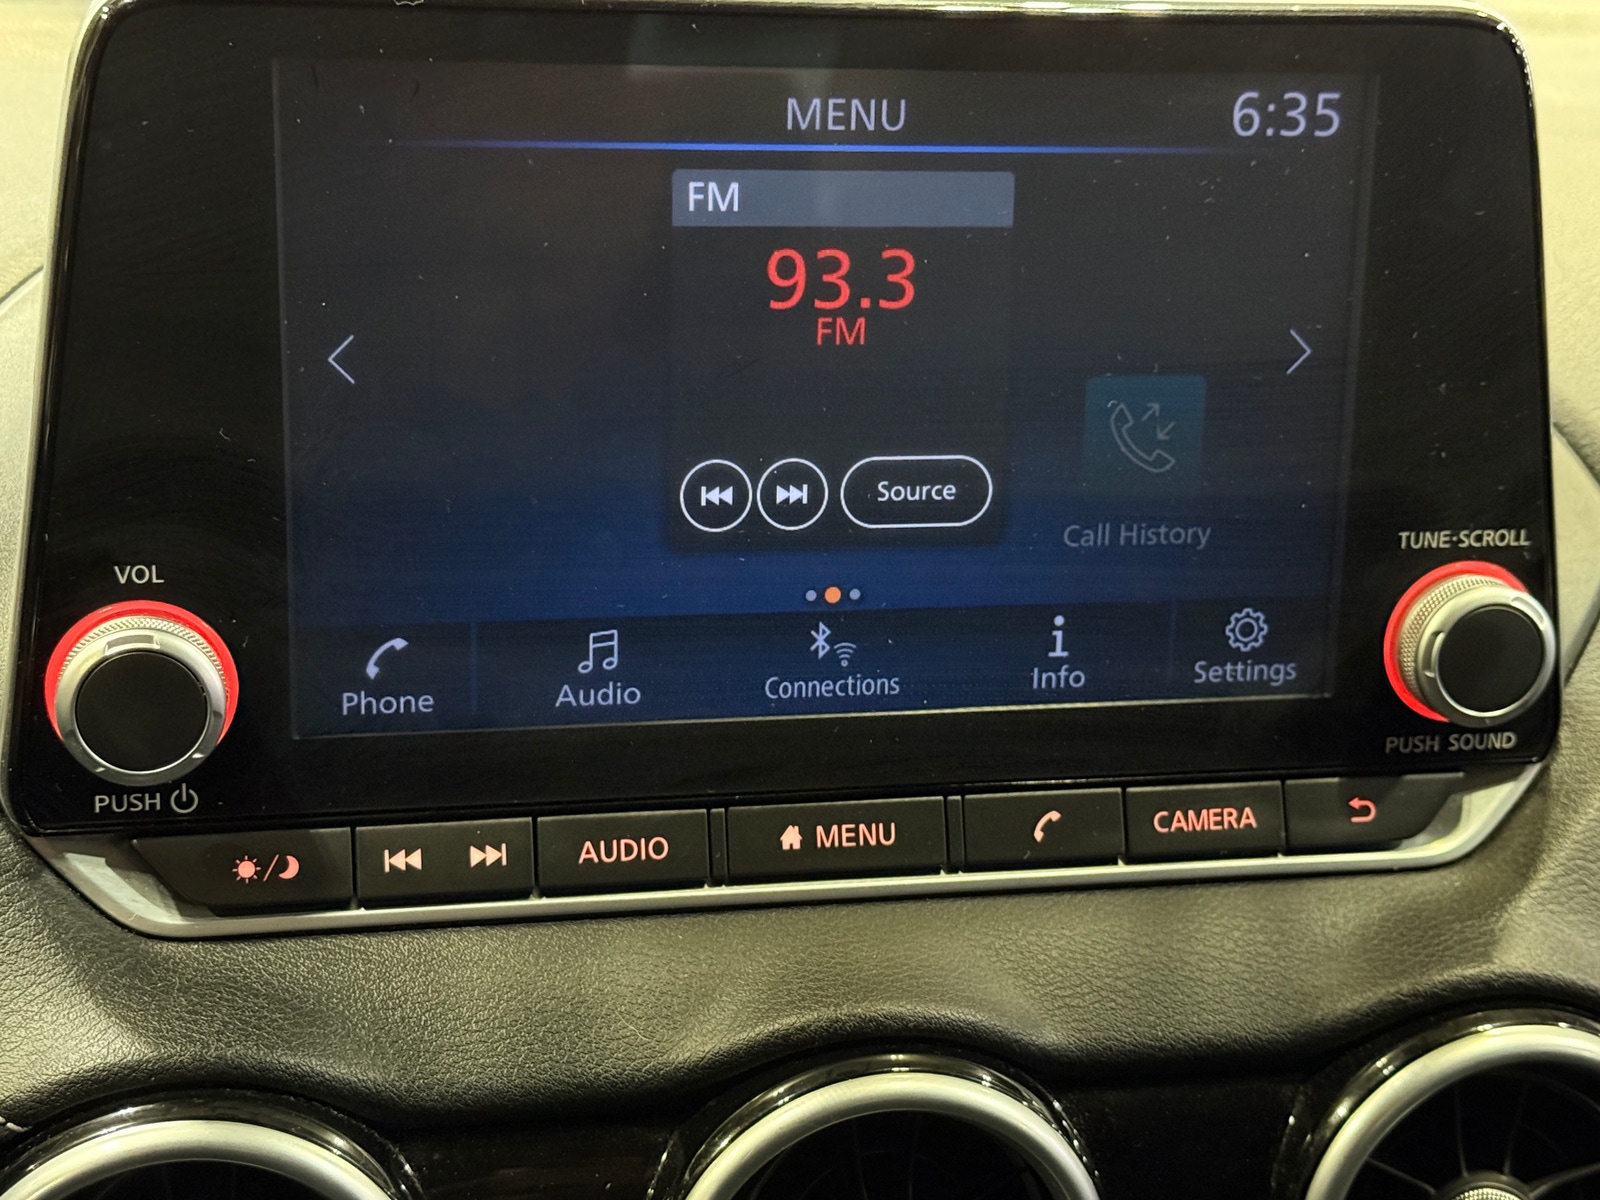 MENU
6:35
FM
93.3
FM
Source
Call History
Phone
Audio
Connections
Info
Settings
VOL
PUSH
TUNE·SCROLL
PUSH SOUND
AUDIO
MENU
CAMERA